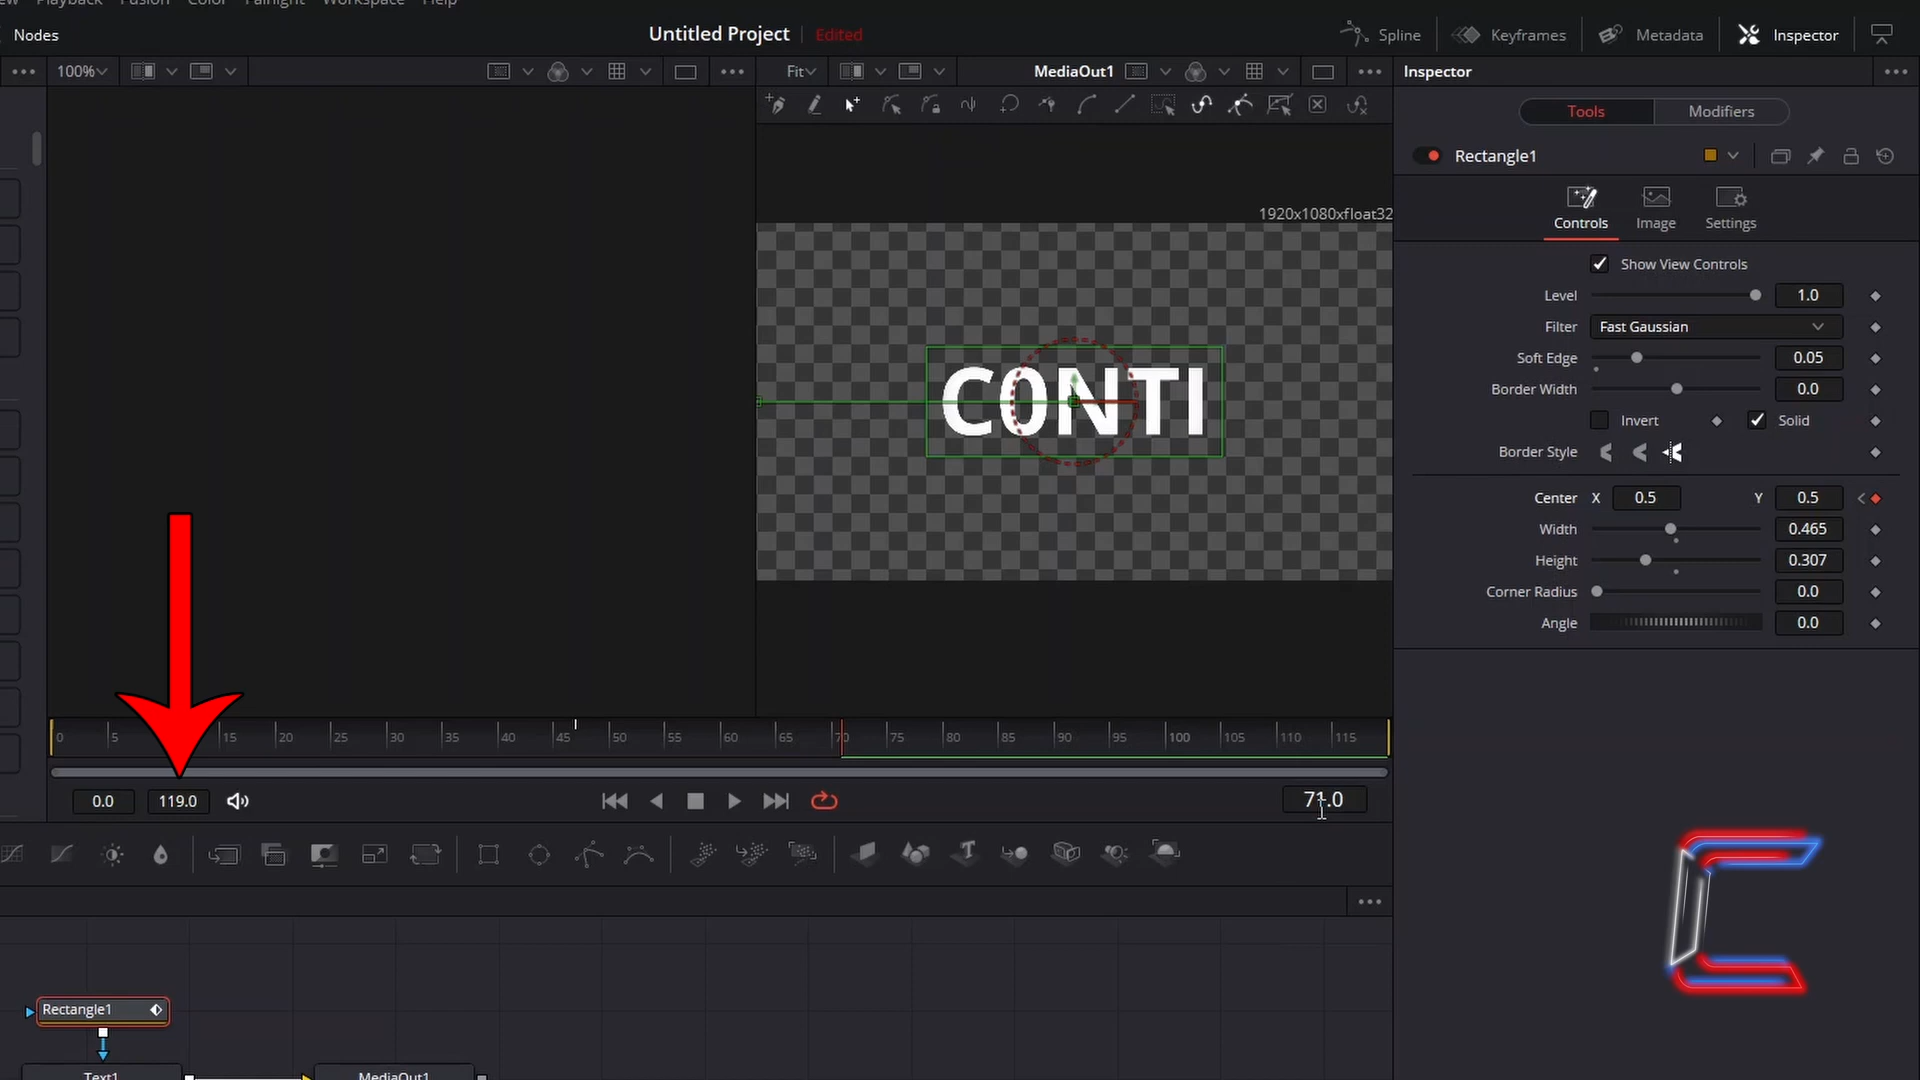 Playback Fusion Color Fairlight Workspace Help
Nodes
Untitled Project Edited
Spline Keyframes Metadata Inspector
100%
Fit MediaOut1
Inspector
Tools Modifiers
Rectangle1
Controls Image Settings
1920x1080xfloat32
Show View Controls
Level 1.0
Filter Fast Gaussian
Soft Edge 0.05
Border Width 0.0
Invert Solid
Border Style
C0NTI
Center X 0.5 Y 0.5
Width 0.465
Height 0.307
Corner Radius 0.0
Angle 0.0
0 5 15 20 25 30 35 40 45 50 55 60 65 70 75 80 85 90 95 100 105 110 115
0.0 119.0 71.0
Rectangle1
Text1 MediaOut1